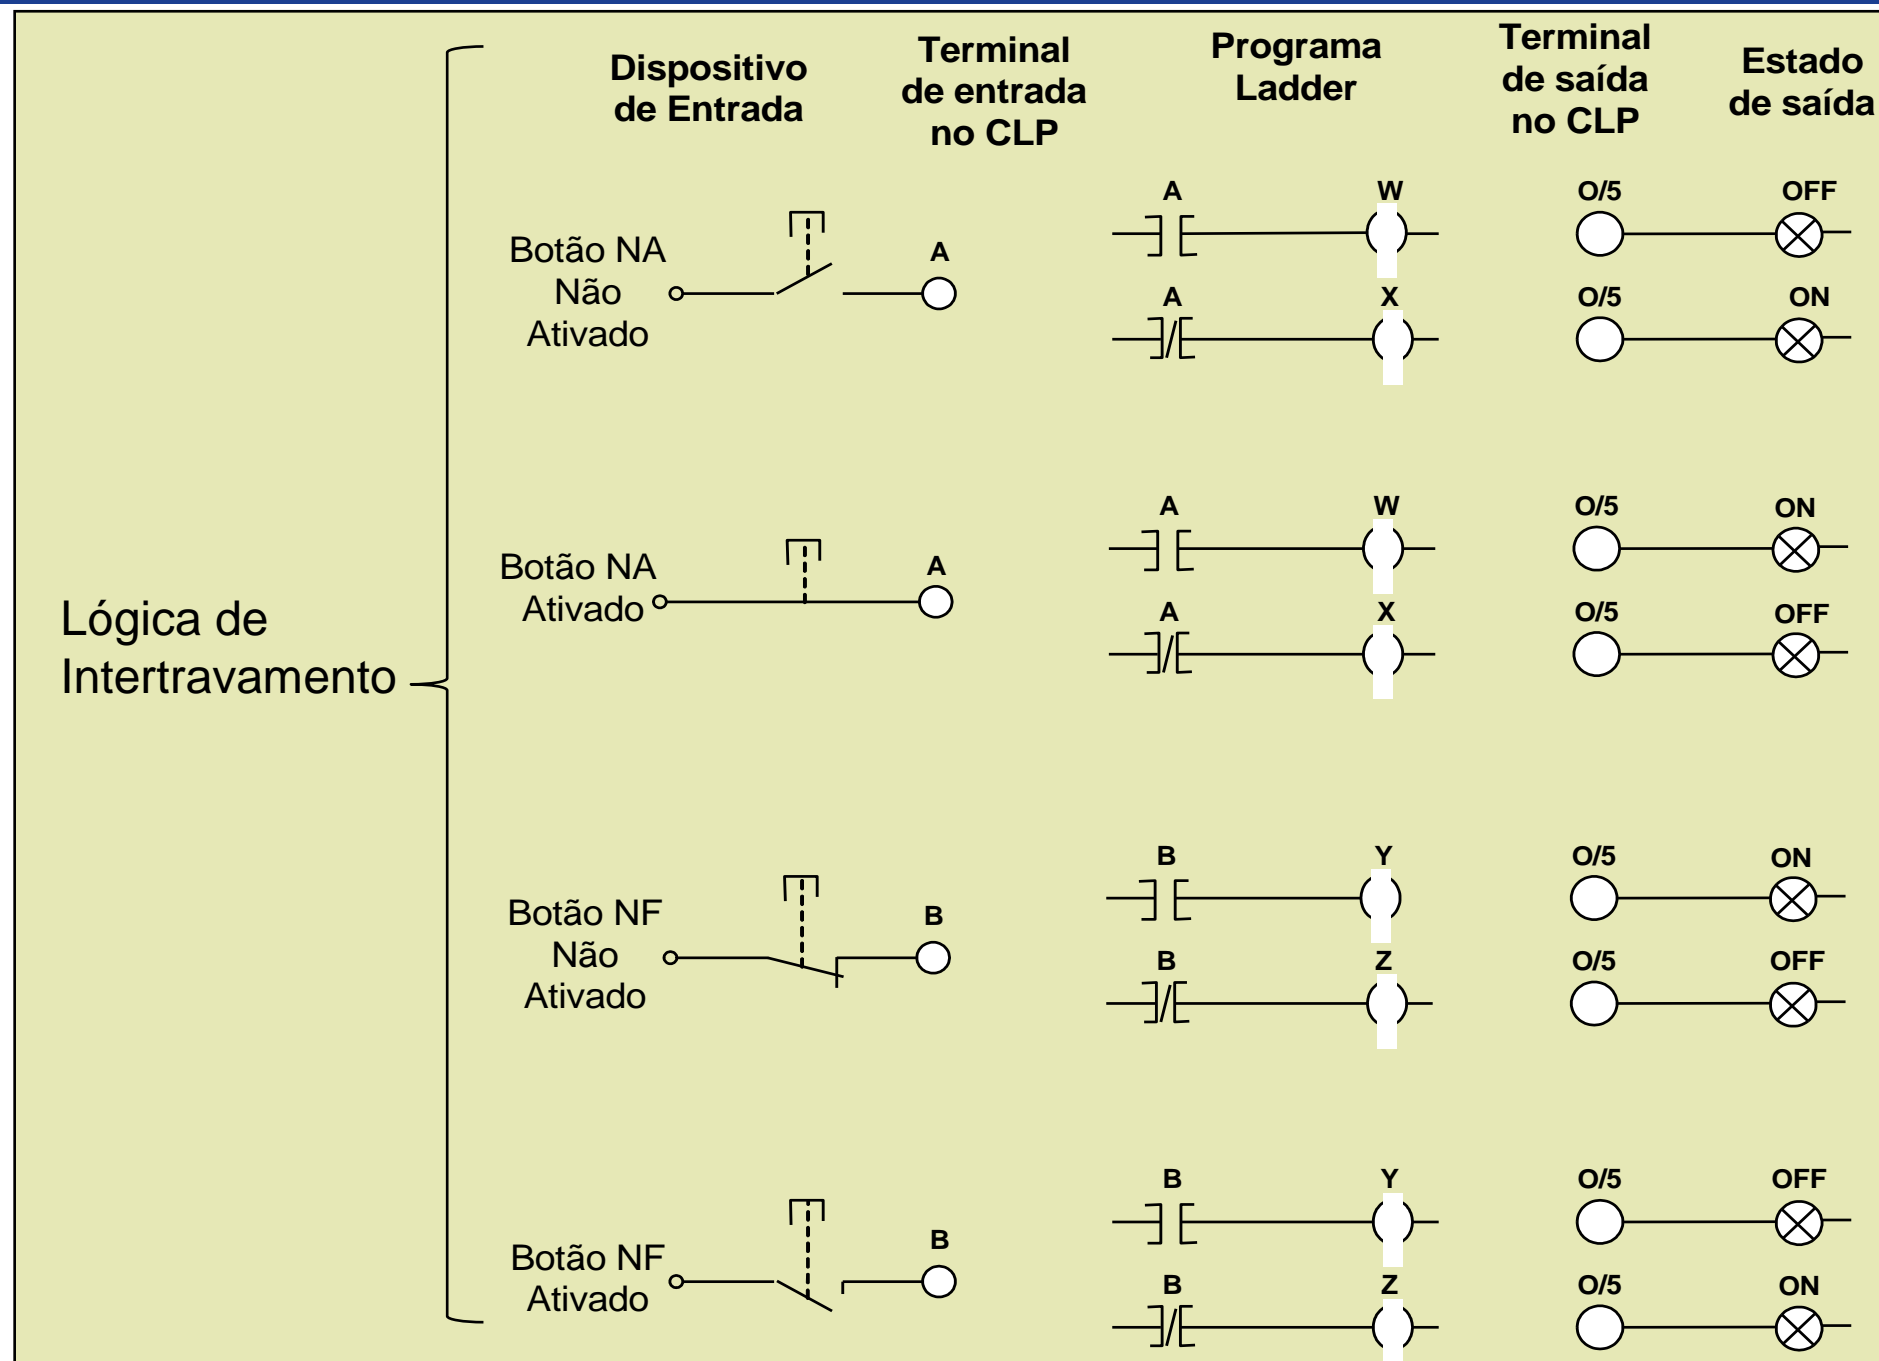 Dispositivo
de Entrada
Terminal
de entrada
no CLP
Programa
Ladder
Terminal
de saída
no CLP
Estado
de saída
Lógica de
Intertravamento
Botão NA
Não
Ativado
A
A W O/5 OFF
A X O/5 ON
Botão NA
Ativado
A
A W O/5 ON
A X O/5 OFF
Botão NF
Não
Ativado
B
B Y O/5 ON
B Z O/5 OFF
Botão NF
Ativado
B
B Y O/5 OFF
B Z O/5 ON